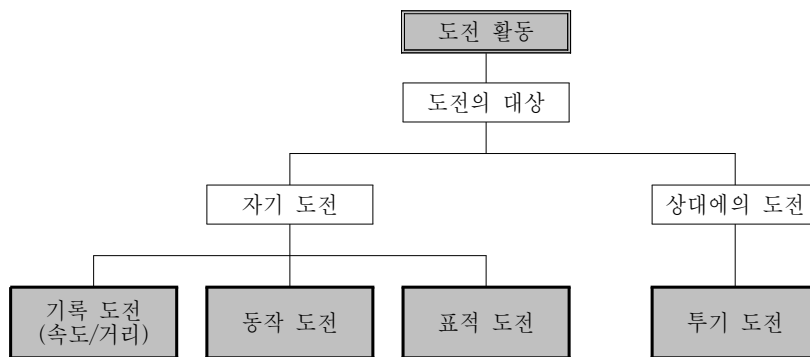 도전 활동
도전의 대상
자기 도전
상대에의 도전
기록 도전
(속도/거리)
동작 도전
표적 도전
투기 도전